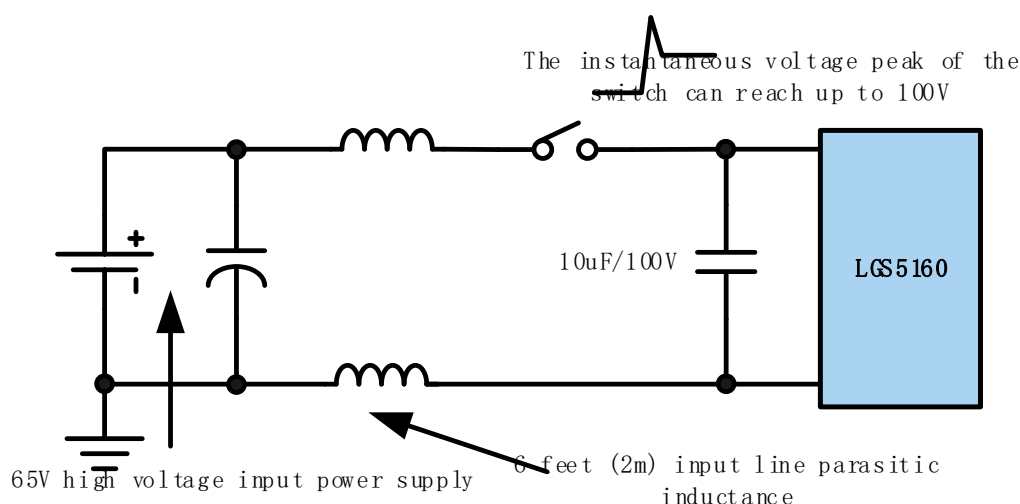 The instantaneous voltage peak of the
switch can reach up to 100V
+
10uF/100V
LGS5160
-
65V high voltage input power supply
6 feet (2m) input line parasitic
inductance